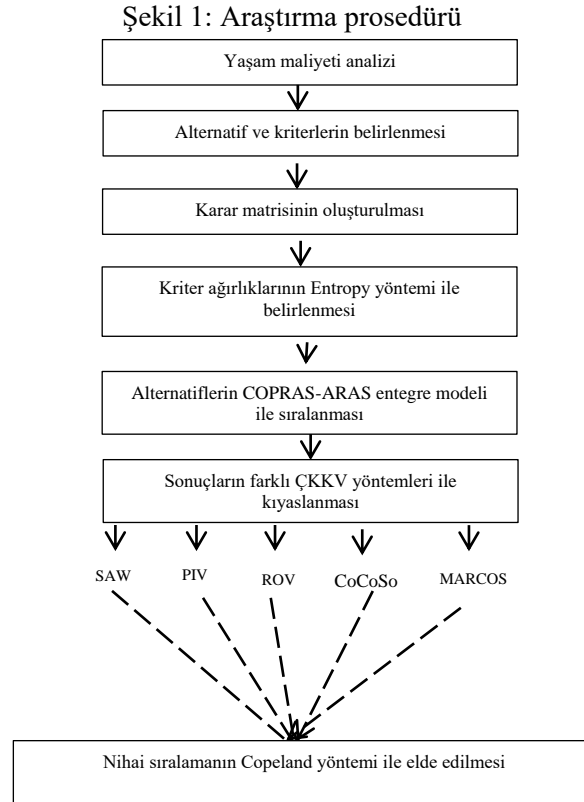 Şekil 1: Araştırma prosedürü
Yaşam maliyeti analizi
Alternatif ve kriterlerin belirlenmesi
Karar matrisinin oluşturulması
Kriter ağırlıklarının Entropy yöntemi ile
belirlenmesi
Alternatiflerin COPRAS-ARAS entegre modeli
ile sıralanması
Sonuçların farklı ÇKKV yöntemleri ile
kıyaslanması
SAW PIV ROV CoCoSo MARCOS
Nihai sıralamanın Copeland yöntemi ile elde edilmesi